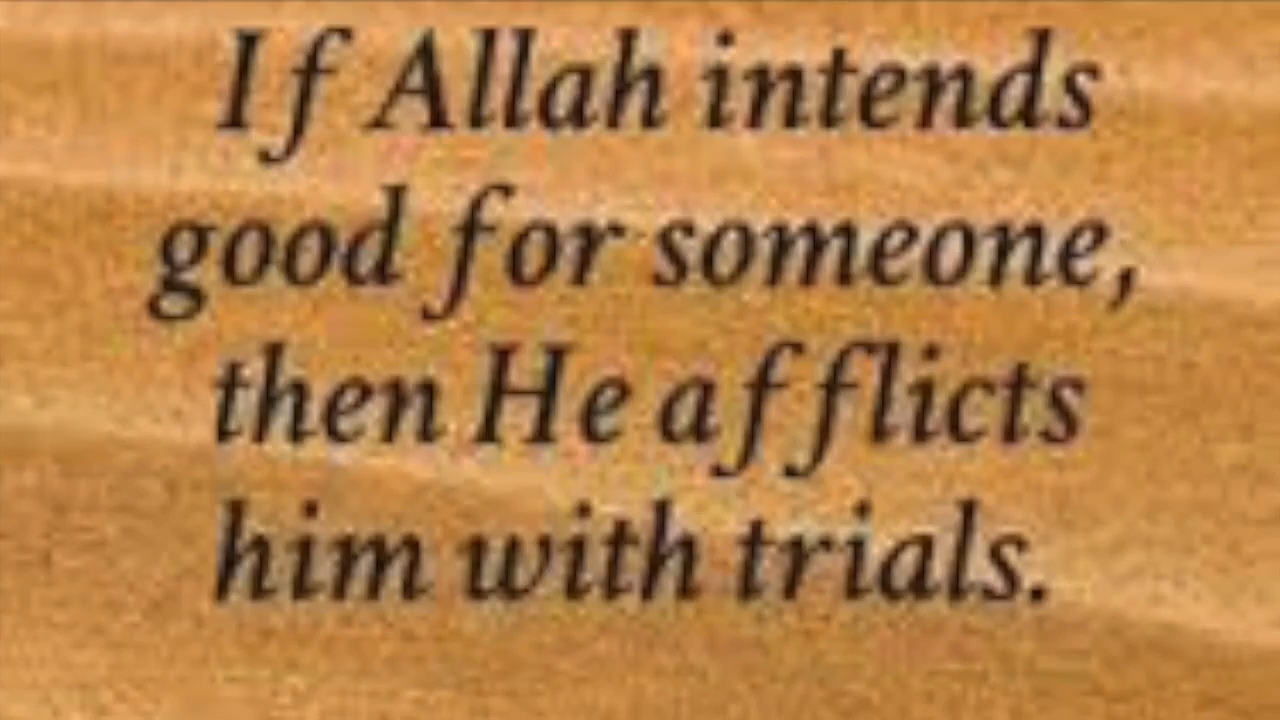 If Allah intends
good for someone,
then He afflicts
him with trials.